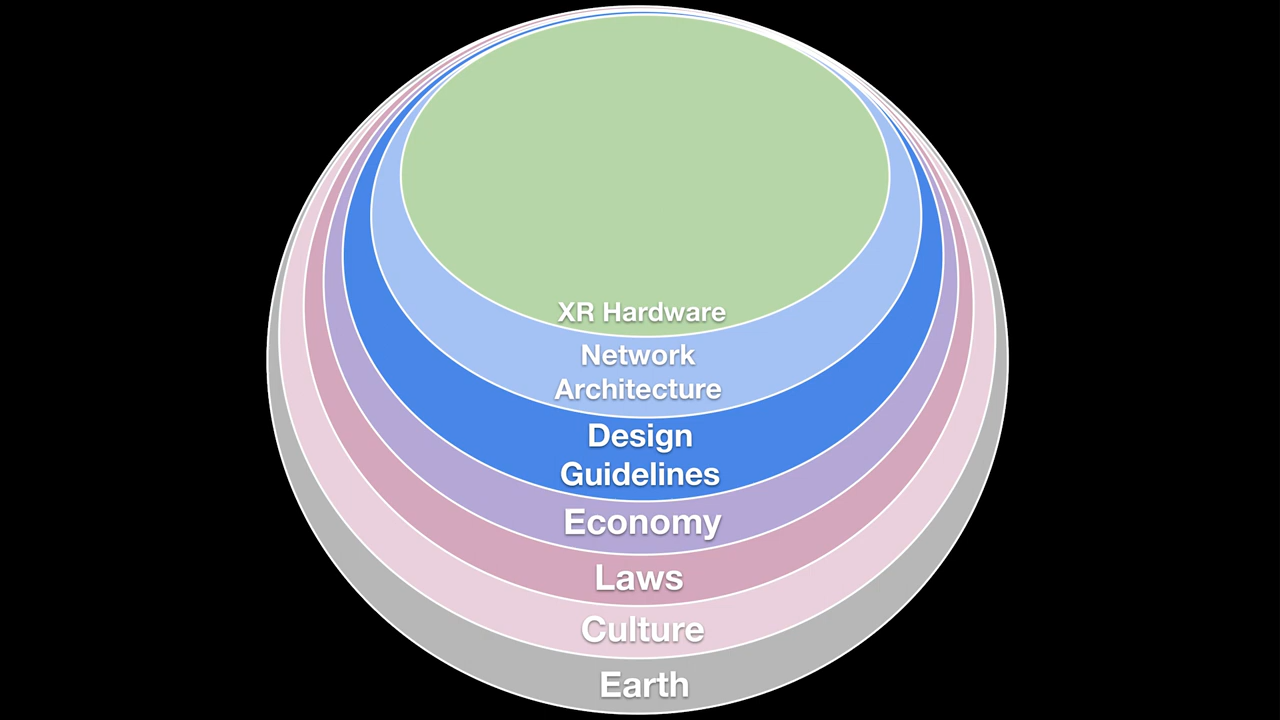 XR Hardware
Network
Architecture
Design
Guidelines
Economy
Laws
Culture
Earth